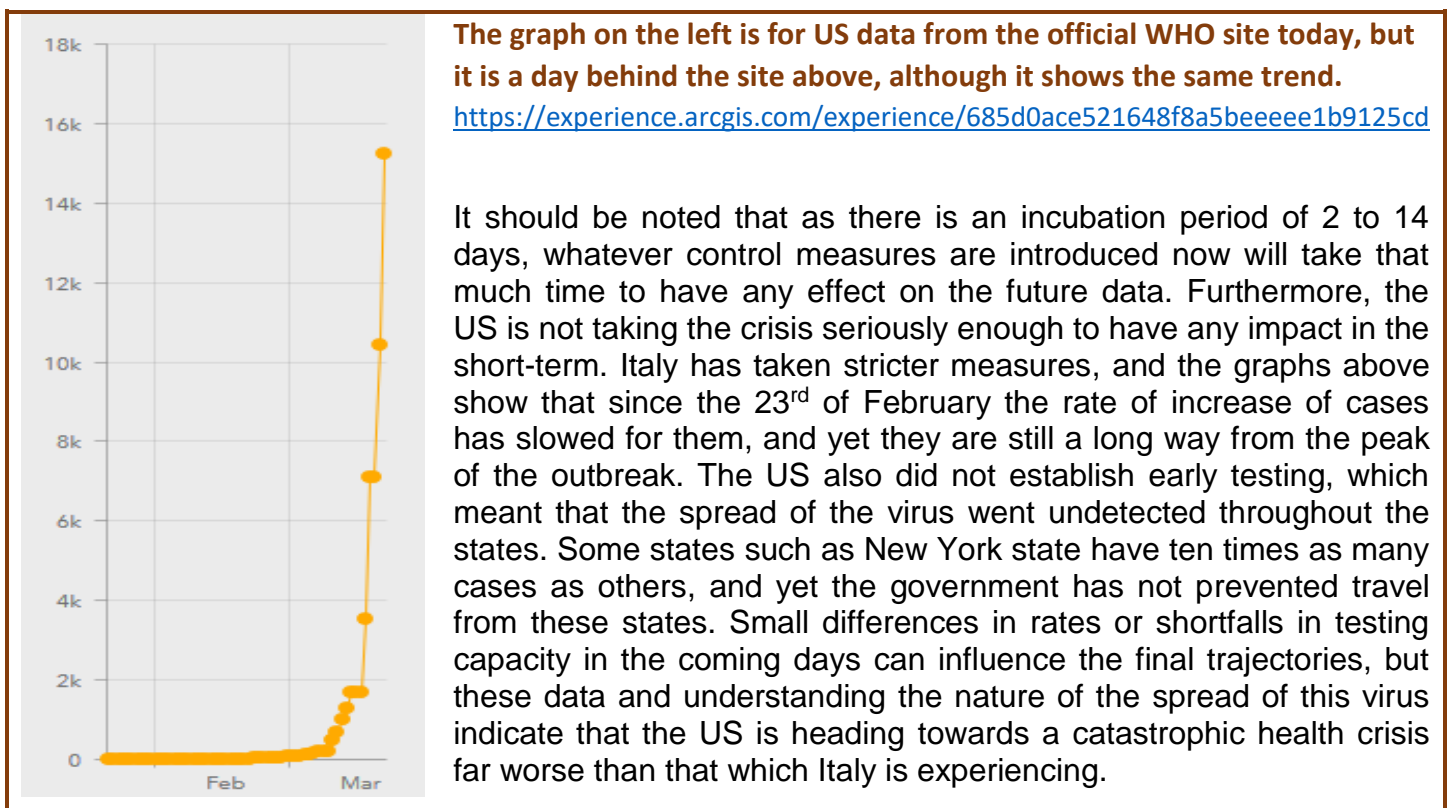 18k
16k
14k
12k
10k
8k
6k
4k
2k
0
Feb
Mar
The graph on the left is for US data from the official WHO site today, but
it is a day behind the site above, although it shows the same trend.
https://experience.arcgis.com/experience/685d0ace521648f8a5beeeee1b9125cd
It should be noted that as there is an incubation period of 2 to 14
days, whatever control measures are introduced now will take that
much time to have any effect on the future data. Furthermore, the
US is not taking the crisis seriously enough to have any impact in the
short-term. Italy has taken stricter measures, and the graphs above
show that since the 23rd of February the rate of increase of cases
has slowed for them, and yet they are still a long way from the peak
of the outbreak. The US also did not establish early testing, which
meant that the spread of the virus went undetected throughout the
states. Some states such as New York state have ten times as many
cases as others, and yet the government has not prevented travel
from these states. Small differences in rates or shortfalls in testing
capacity in the coming days can influence the final trajectories, but
these data and understanding the nature of the spread of this virus
indicate that the US is heading towards a catastrophic health crisis
far worse than that which Italy is experiencing.